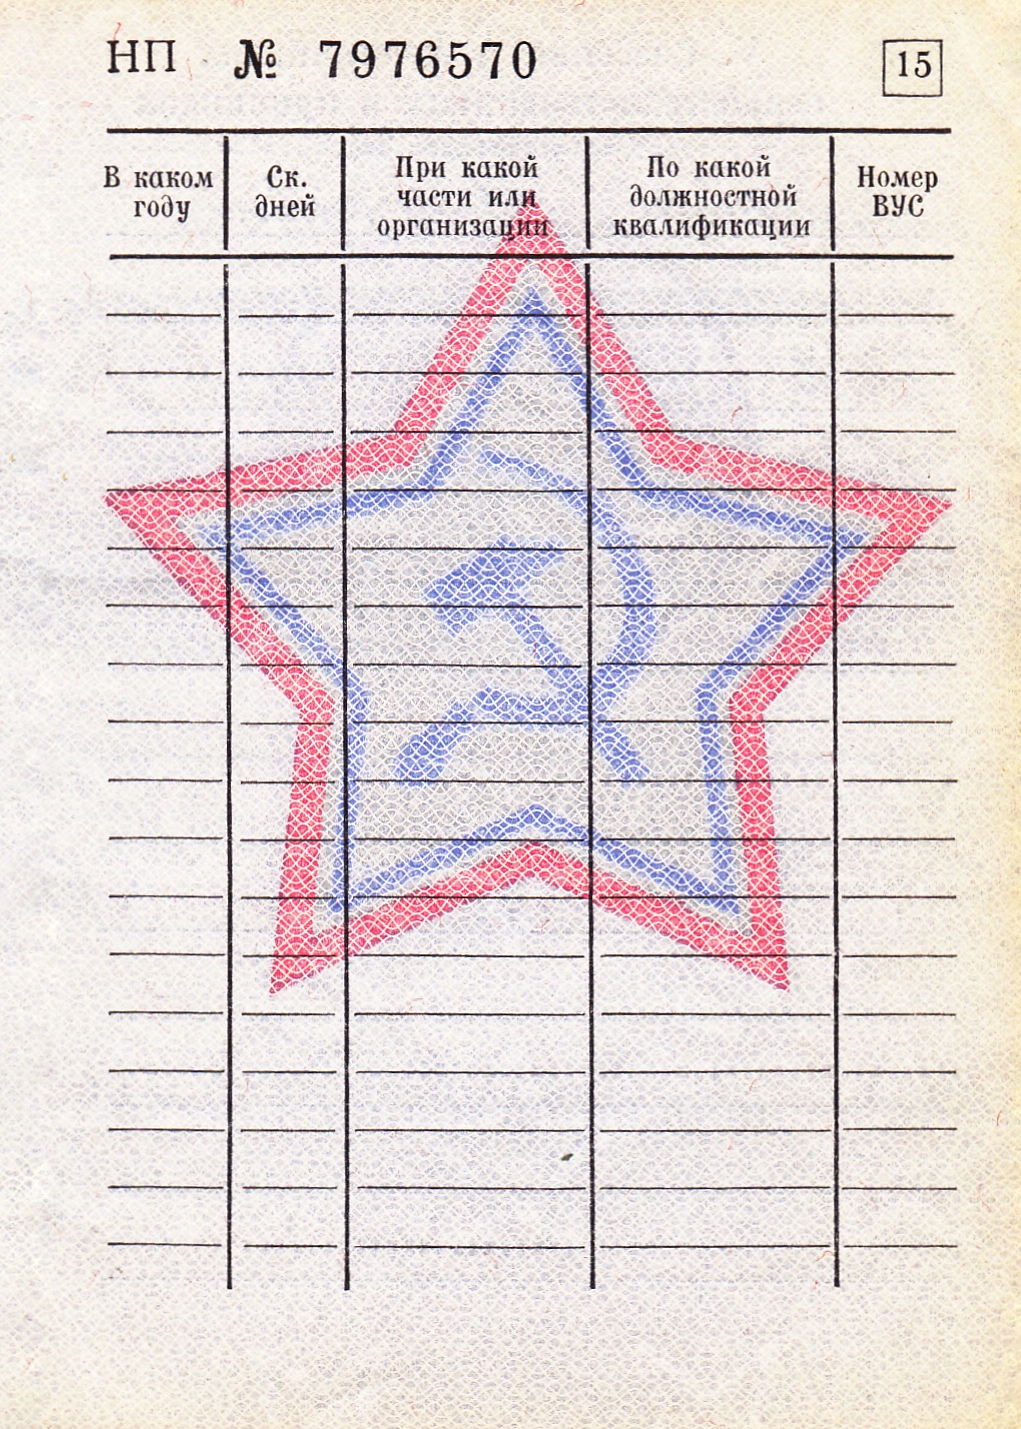 НП № 7976570 15
В каком году
Ск. дней
При какой части или организации
По какой должностной квалификации
Номер ВУС